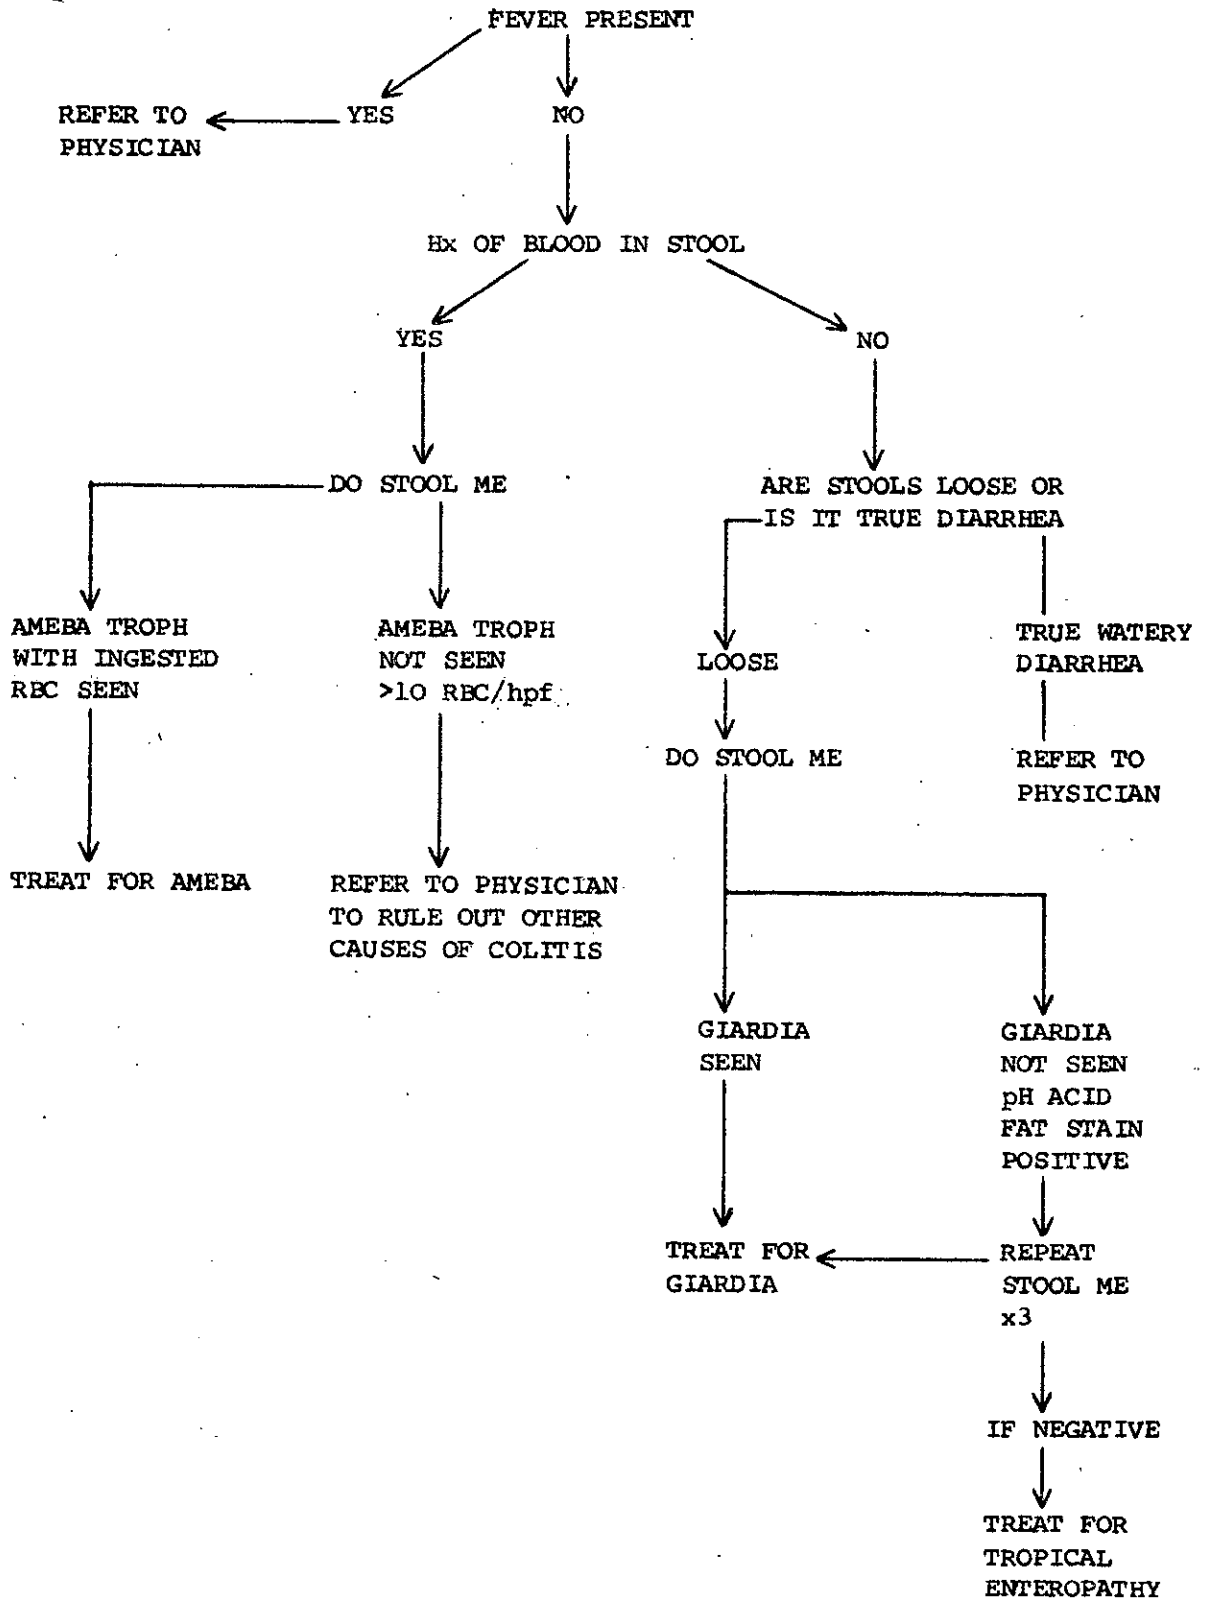 FEVER PRESENT
REFER TO
PHYSICIAN
YES
NO
Hx OF BLOOD IN STOOL
YES
NO
DO STOOL ME
ARE STOOLS LOOSE OR
IS IT TRUE DIARRHEA
AMEBA TROPH
WITH INGESTED
RBC SEEN
AMEBA TROPH
NOT SEEN
>10 RBC/hpf
LOOSE
TRUE WATERY
DIARRHEA
DO STOOL ME
REFER TO
PHYSICIAN
TREAT FOR AMEBA
REFER TO PHYSICIAN
TO RULE OUT OTHER
CAUSES OF COLITIS
GIARDIA
SEEN
GIARDIA
NOT SEEN
pH ACID
FAT STAIN
POSITIVE
TREAT FOR
GIARDIA
REPEAT
STOOL ME
x3
IF NEGATIVE
TREAT FOR
TROPICAL
ENTEROPATHY